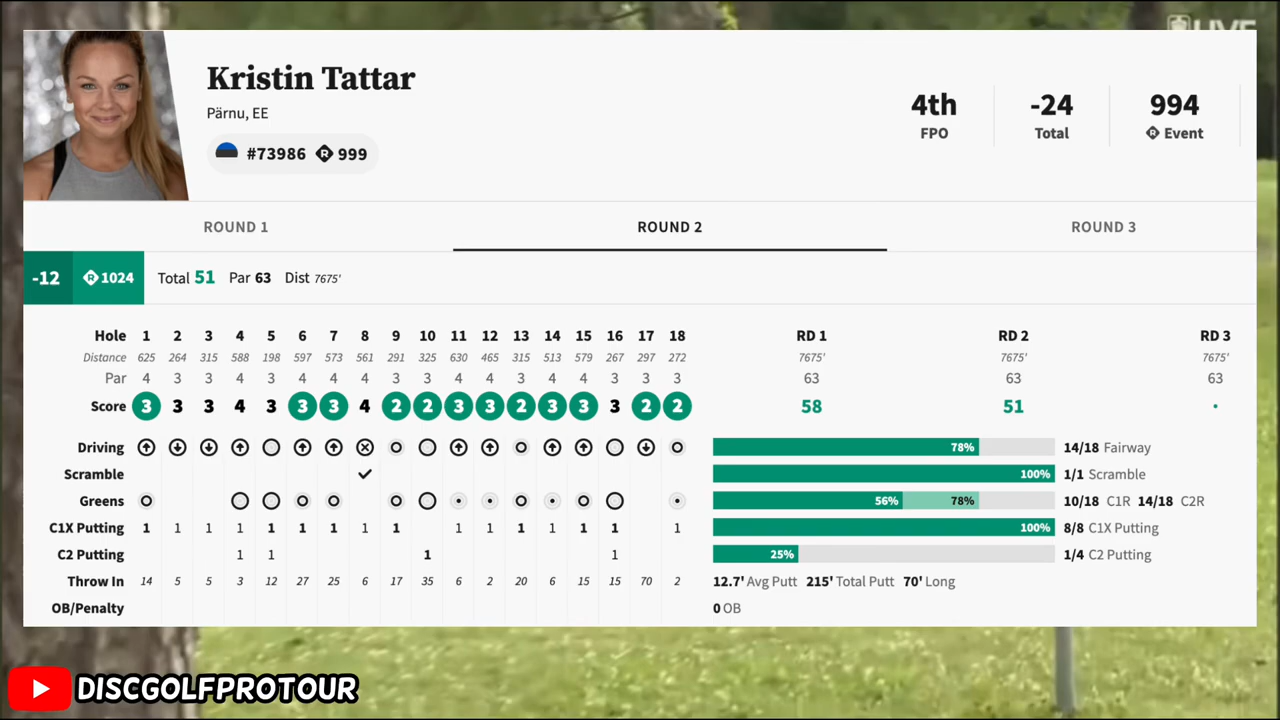 LIVE
Kristin Tattar
Pärnu, EE
#73986 R 999
4th -24 994
FPO Total R Event
ROUND 1 ROUND 2 ROUND 3
-12 R 1024 Total 51 Par 63 Dist 7675'
Hole 1 2 3 4 5 6 7 8 9 10 11 12 13 14 15 16 17 18 RD 1 RD 2 RD 3
Distance 625 264 315 588 198 597 573 561 291 325 630 465 315 513 579 267 297 272 7675' 7675' 7675'
Par 4 3 3 4 3 4 4 4 3 3 4 4 3 4 4 3 3 3 63 63 63
Score 3 3 3 4 3 3 3 4 2 2 3 3 2 3 3 3 2 2 58 51 ·
Driving 78% 14/18 Fairway
Scramble 100% 1/1 Scramble
Greens 56% 78% 10/18 C1R 14/18 C2R
C1X Putting 1 1 1 1 1 1 1 1 1 1 1 1 1 1 1 1 100% 8/8 C1X Putting
C2 Putting 1 1 1 1 25% 1/4 C2 Putting
Throw In 14 5 5 3 12 27 25 6 17 35 6 2 20 6 15 15 70 2 12.7' Avg Putt 215' Total Putt 70' Long
OB/Penalty 0 OB
DISCGOLFPROTOUR